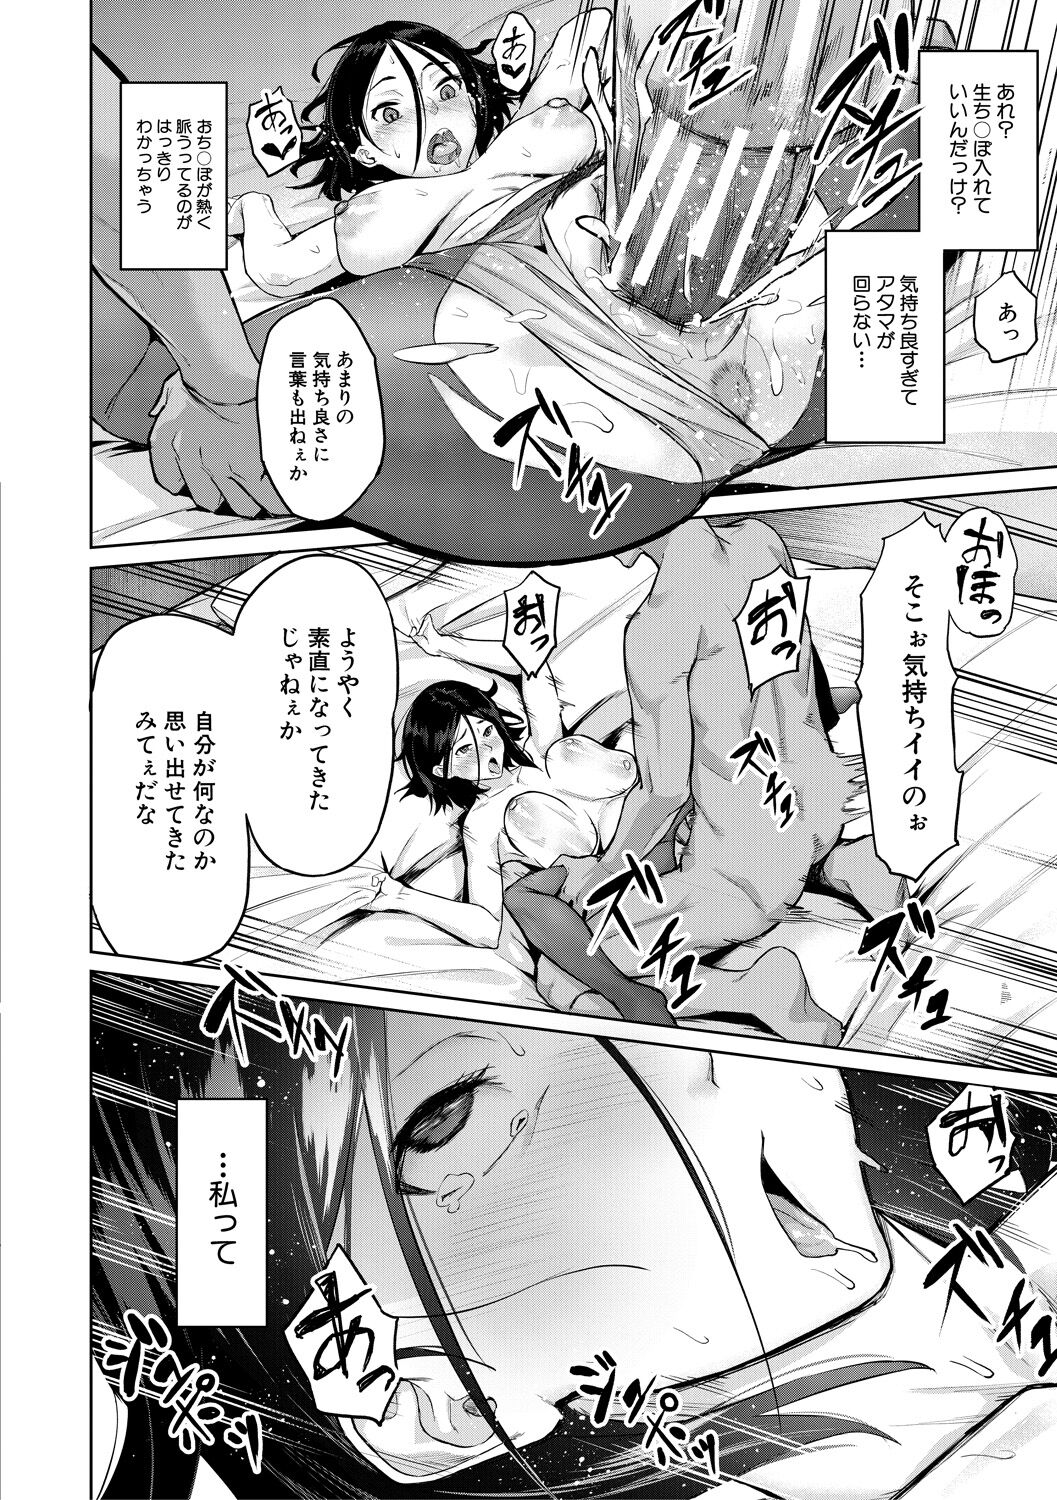 あれ？
生ち○ぽ入れて
いいんだっけ？
気持ち良すぎて
アタマが
回らない…
あっ
お♥
あっ♥
おち○ぽが熱く
脈うってるのが
はっきり
わかっちゃう
あまりの
気持ち良さに
言葉も出ねぇか
ズチュ
ズチュ
おほっ
そこぉ気持ちイイのぉ
おっ
おっ
ようやく
素直になってきた
じゃねぇか
自分が何なのか
思い出せてきた
みてぇだな
ズチュ
ズチュ
ズチュ
ズチュ
おっ
…私って
あっ
ズチュ
ズチュ
ジュポッ
ジュポッ